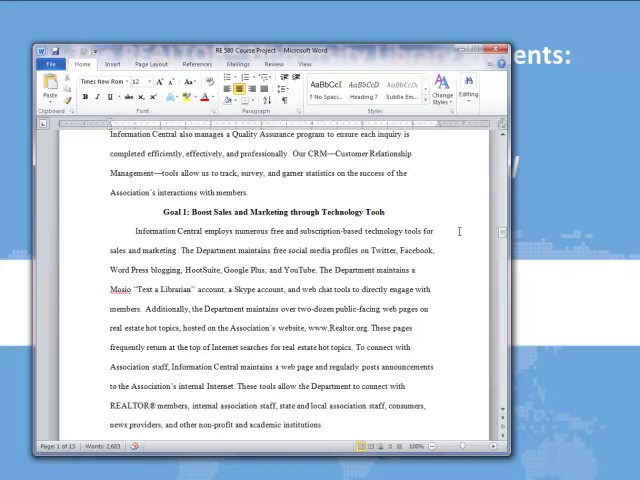 a REALTOR® University Library
ents:
RE 580 Course Project - Microsoft Word
File Home Insert Page Layout References Mailings Review View
Times New Rom 12
Paste
B I U
AaBbCcI AaBbCcD AaBbCcD
¶ No Spac... Heading 7 Subtle Em...
Change Styles
Editing
Clipboard Font Paragraph Styles
Information Central also manages a Quality Assurance program to ensure each inquiry is
completed efficiently, effectively, and professionally. Our CRM—Customer Relationship
Management—tools allow us to track, survey, and garner statistics on the success of the
Association's interactions with members.
Goal 1: Boost Sales and Marketing through Technology Tools
Information Central employs numerous free and subscription-based technology tools for
sales and marketing. The Department maintains free social media profiles on Twitter, Facebook,
Word Press blogging, HootSuite, Google Plus, and YouTube. The Department maintains a
Mosio "Text a Librarian" account, a Skype account, and web chat tools to directly engage with
members. Additionally, the Department maintains over two-dozen public-facing web pages on
real estate hot topics, hosted on the Association's website, www.Realtor.org. These pages
frequently return at the top of Internet searches for real estate hot topics. To connect with
Association staff, Information Central maintains a web page and regularly posts announcements
to the Association's internal Internet. These tools allow the Department to connect with
REALTOR® members, internal association staff, state and local association staff, consumers,
news providers, and other non-profit and academic institutions.
Page: 1 of 13 Words: 2,683 100%